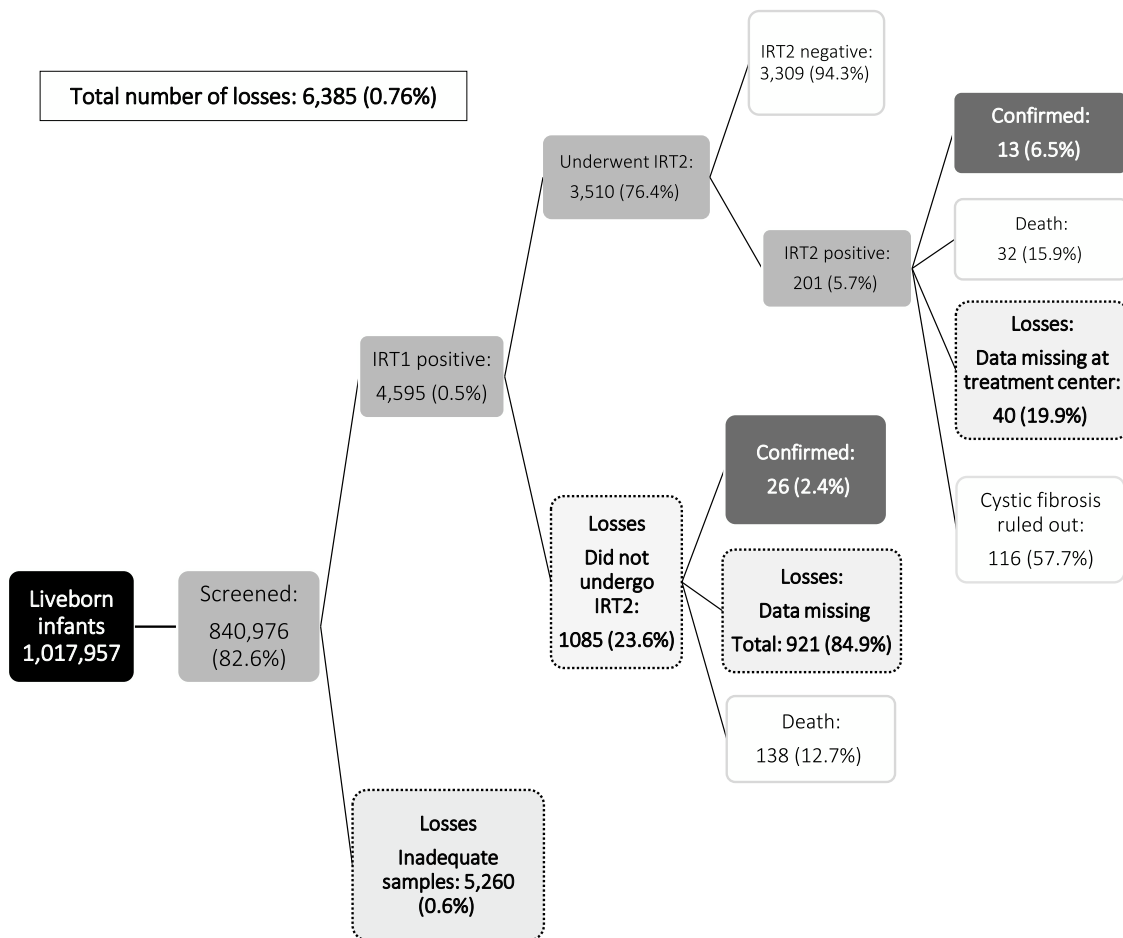 Total number of losses: 6,385 (0.76%)
Liveborn
infants
1,017,957
Screened:
840,976
(82.6%)
IRT1 positive:
4,595 (0.5%)
Losses
Inadequate
samples: 5,260
(0.6%)
Underwent IRT2:
3,510 (76.4%)
Losses
Did not
undergo
IRT2:
1085 (23.6%)
IRT2 negative:
3,309 (94.3%)
IRT2 positive:
201 (5.7%)
Confirmed:
26 (2.4%)
Losses:
Data missing
Total: 921 (84.9%)
Death:
138 (12.7%)
Confirmed:
13 (6.5%)
Death:
32 (15.9%)
Losses:
Data missing at
treatment center:
40 (19.9%)
Cystic fibrosis
ruled out:
116 (57.7%)